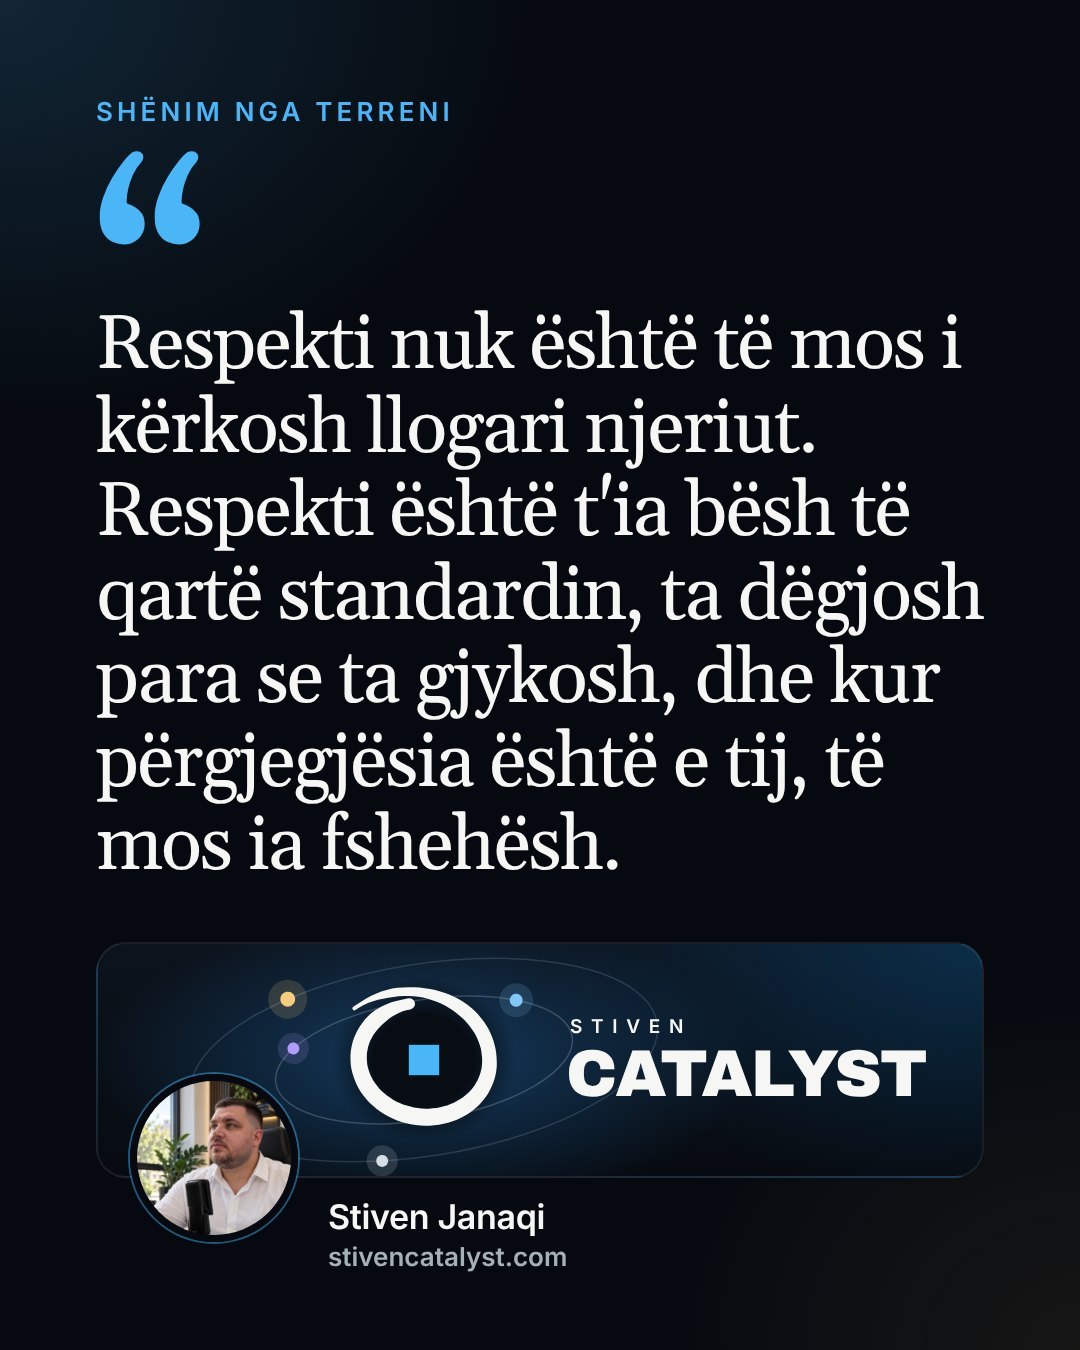 SHËNIM NGA TERRENI
“
Respekti nuk është të mos i
kërkosh llogari njeriut.
Respekti është t'ia bësh të
qartë standardin, ta dëgjosh
para se ta gjykosh, dhe kur
përgjegjësia është e tij, të
mos ia fshehësh.
STIVEN
CATALYST
Stiven Janaqi
stivencatalyst.com